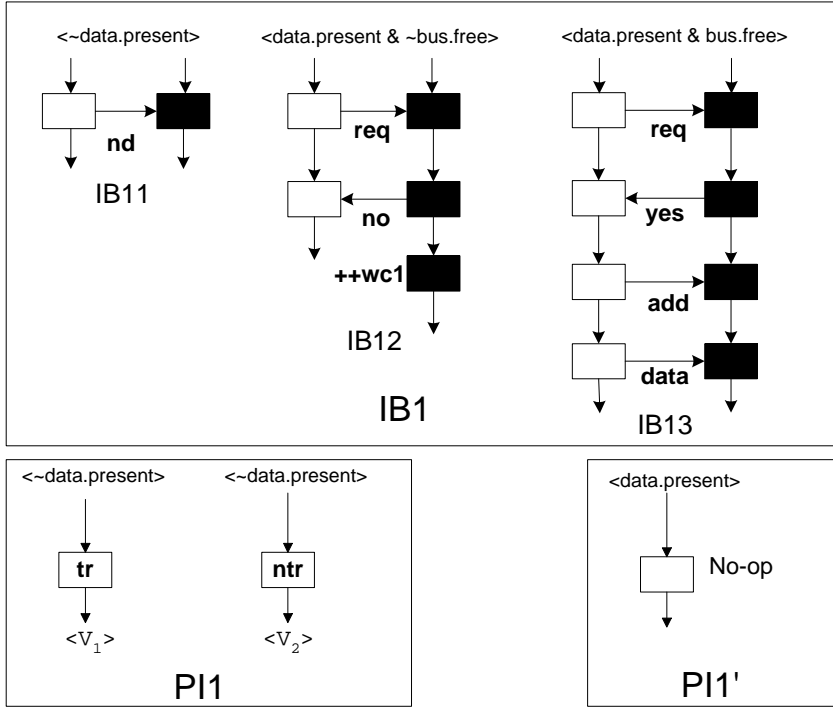 <~data.present>
<data.present & ~bus.free>
<data.present & bus.free>
nd
req
req
IB11
no
yes
++wc1
add
IB12
data
IB1
IB13
<~data.present>
<~data.present>
<data.present>
tr
ntr
No-op
<V1>
<V2>
PI1
PI1'